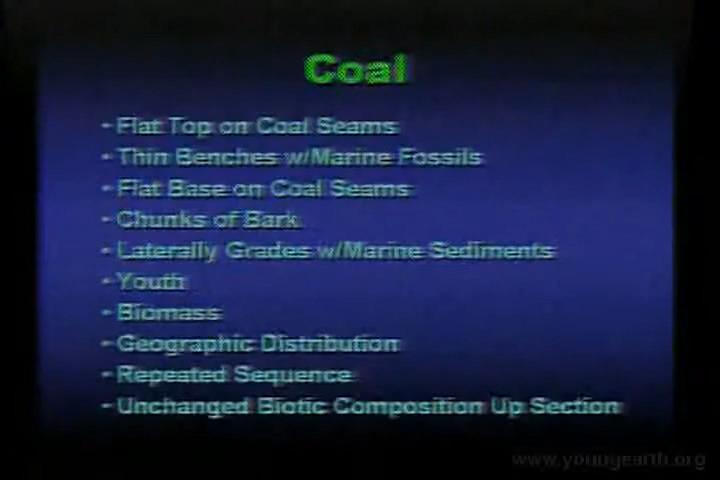 Coal
• Flat Top on Coal Seams
• Thin Benches w/Marine Fossils
• Flat Base on Coal Seams
• Chunks of Bark
• Laterally Grades w/Marine Sediments
• Youth
• Biomass
• Geographic Distribution
• Repeated Sequence
• Unchanged Biotic Composition Up Section
www.youngearth.org